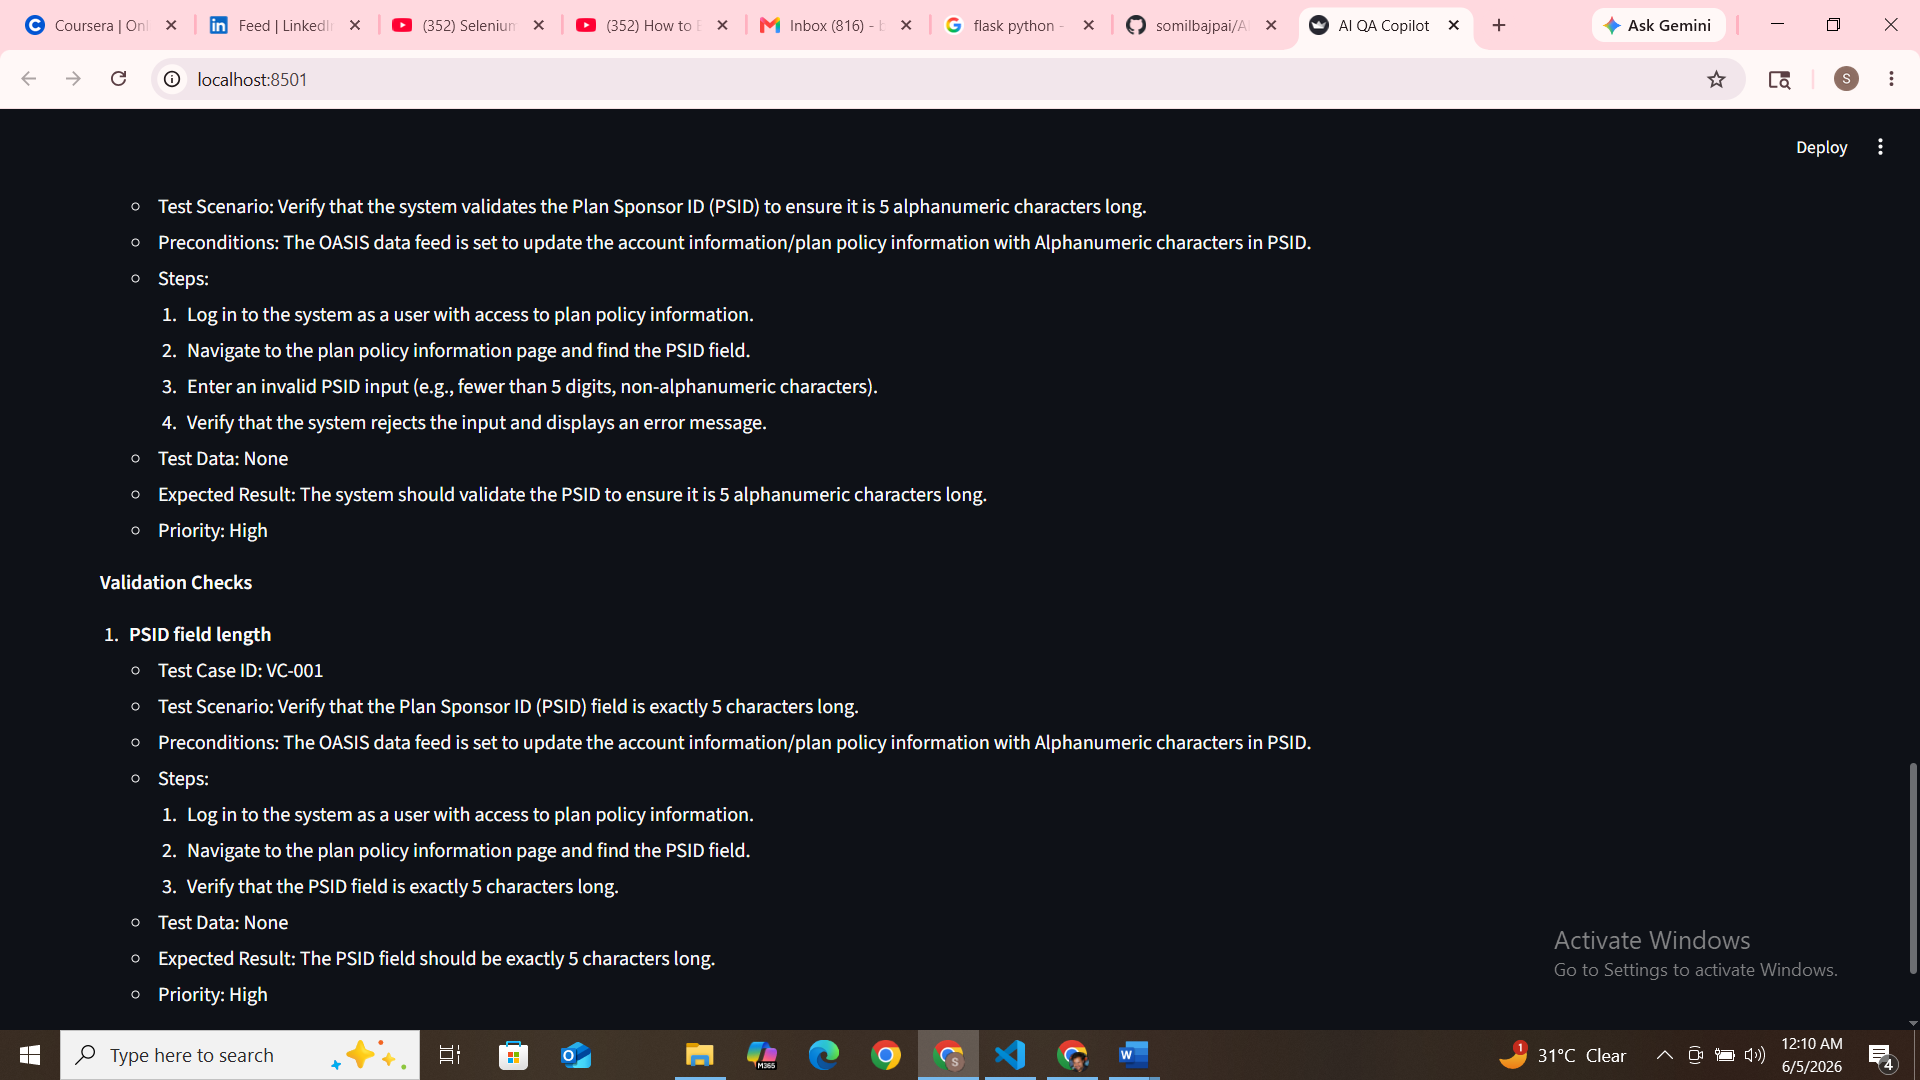 Coursera | Onl
Feed | LinkedIn
(352) Selenium
(352) How to E
Inbox (816) - b
flask python -
somilbajpai/AI
AI QA Copilot
Ask Gemini
localhost:8501
S
Deploy
Test Scenario: Verify that the system validates the Plan Sponsor ID (PSID) to ensure it is 5 alphanumeric characters long.
Preconditions: The OASIS data feed is set to update the account information/plan policy information with Alphanumeric characters in PSID.
Steps:
1. Log in to the system as a user with access to plan policy information.
2. Navigate to the plan policy information page and find the PSID field.
3. Enter an invalid PSID input (e.g., fewer than 5 digits, non-alphanumeric characters).
4. Verify that the system rejects the input and displays an error message.
Test Data: None
Expected Result: The system should validate the PSID to ensure it is 5 alphanumeric characters long.
Priority: High
Validation Checks
1. PSID field length
Test Case ID: VC-001
Test Scenario: Verify that the Plan Sponsor ID (PSID) field is exactly 5 characters long.
Preconditions: The OASIS data feed is set to update the account information/plan policy information with Alphanumeric characters in PSID.
Steps:
1. Log in to the system as a user with access to plan policy information.
2. Navigate to the plan policy information page and find the PSID field.
3. Verify that the PSID field is exactly 5 characters long.
Test Data: None
Expected Result: The PSID field should be exactly 5 characters long.
Priority: High
Activate Windows
Go to Settings to activate Windows.
Type here to search
M365
1
31°C Clear
12:10 AM
6/5/2026
4